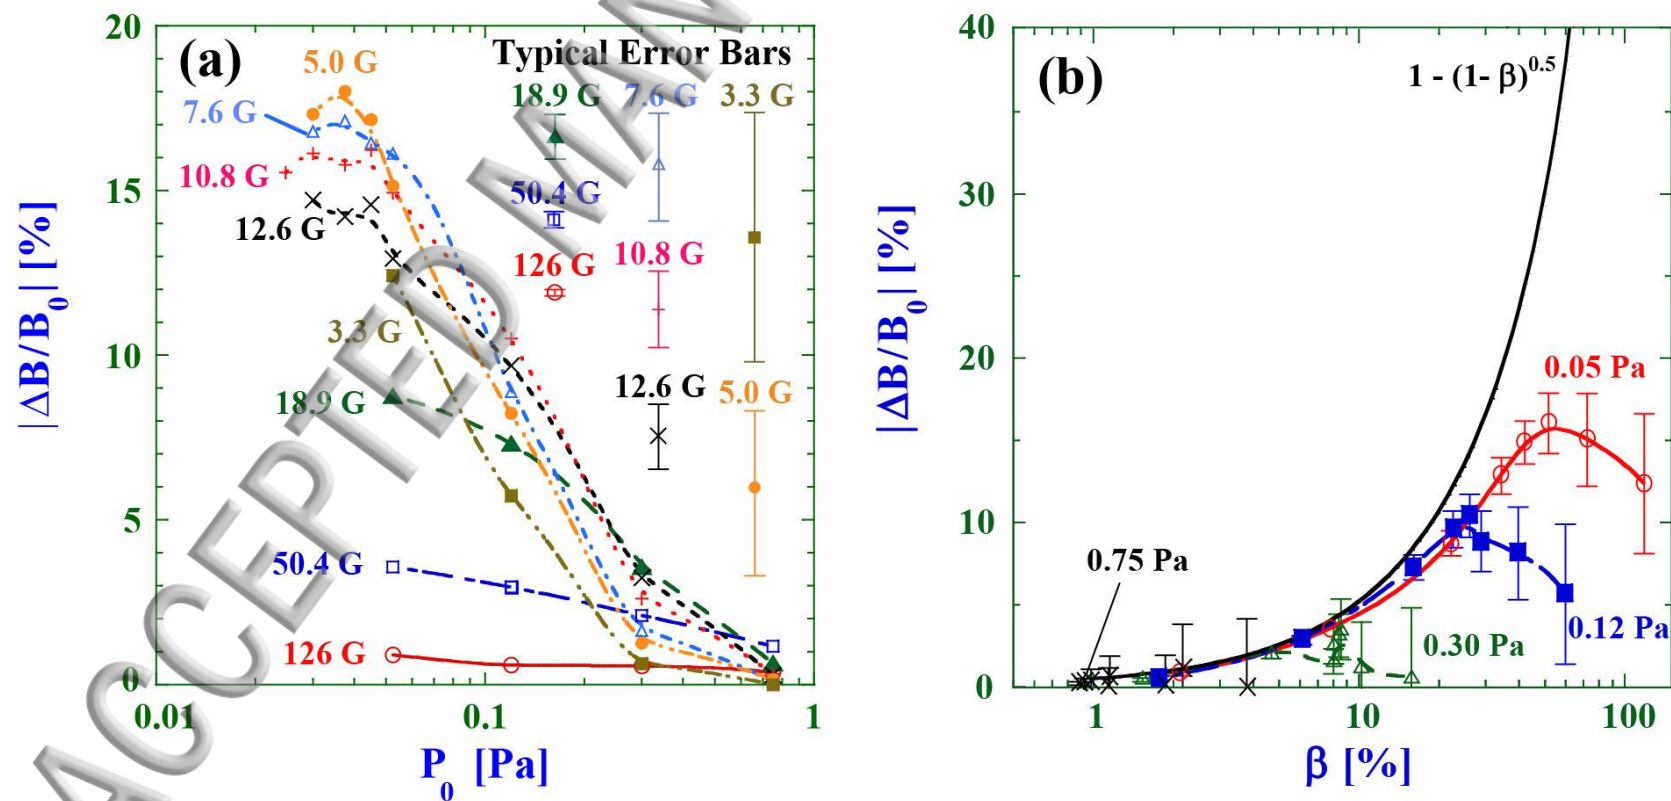 (a)
Typical Error Bars
5.0 G
7.6 G
10.8 G
12.6 G
3.3 G
18.9 G
50.4 G
126 G
18.9 G
7.6 G
3.3 G
50.4 G
126 G
10.8 G
12.6 G
5.0 G
20
15
10
5
0
|ΔB/B₀| [%]
0.01
0.1
1
P₀ [Pa]
(b)
1 - (1- β)^0.5
0.05 Pa
0.75 Pa
0.12 Pa
0.30 Pa
40
30
20
10
0
|ΔB/B₀| [%]
1
10
100
β [%]
ACCEPTED MAN